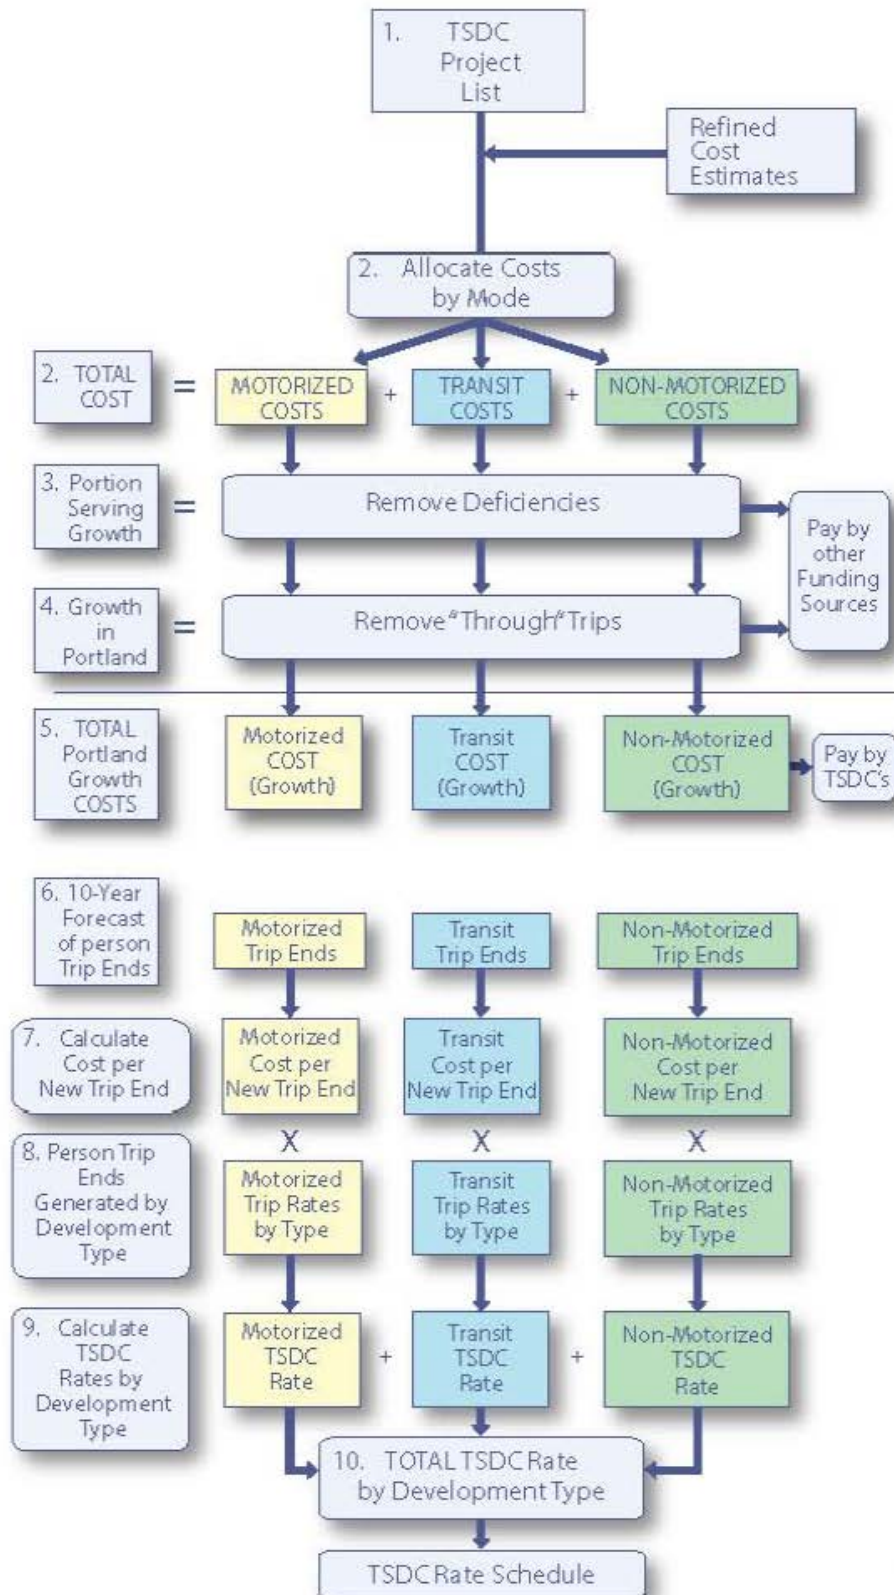 1. TSDC
Project
List
Refined
Cost
Estimates
2. Allocate Costs
by Mode
2. TOTAL
COST
=
MOTORIZED
COSTS
+
TRANSIT
COSTS
+
NON-MOTORIZED
COSTS
3. Portion
Serving
Growth
=
Remove Deficiencies
Pay by
other
Funding
Sources
4. Growth
in
Portland
=
Remove "Through" Trips
5. TOTAL
Portland
Growth
COSTS
Motorized
COST
(Growth)
Transit
COST
(Growth)
Non-Motorized
COST
(Growth)
Pay by
TSDC's
6. 10-Year
Forecast
of person
Trip Ends
Motorized
Trip Ends
Transit
Trip Ends
Non-Motorized
Trip Ends
7. Calculate
Cost per
New Trip End
Motorized
Cost per
New Trip End
Transit
Cost per
New Trip End
Non-Motorized
Cost per
New Trip End
X
X
X
8. Person Trip
Ends
Generated by
Development
Type
Motorized
Trip Rates
by Type
Transit
Trip Rates
by Type
Non-Motorized
Trip Rates
by Type
9. Calculate
TSDC
Rates by
Development
Type
Motorized
TSDC
Rate
+
Transit
TSDC
Rate
+
Non-Motorized
TSDC
Rate
10. TOTAL TSDC Rate
by Development Type
TSDC Rate Schedule